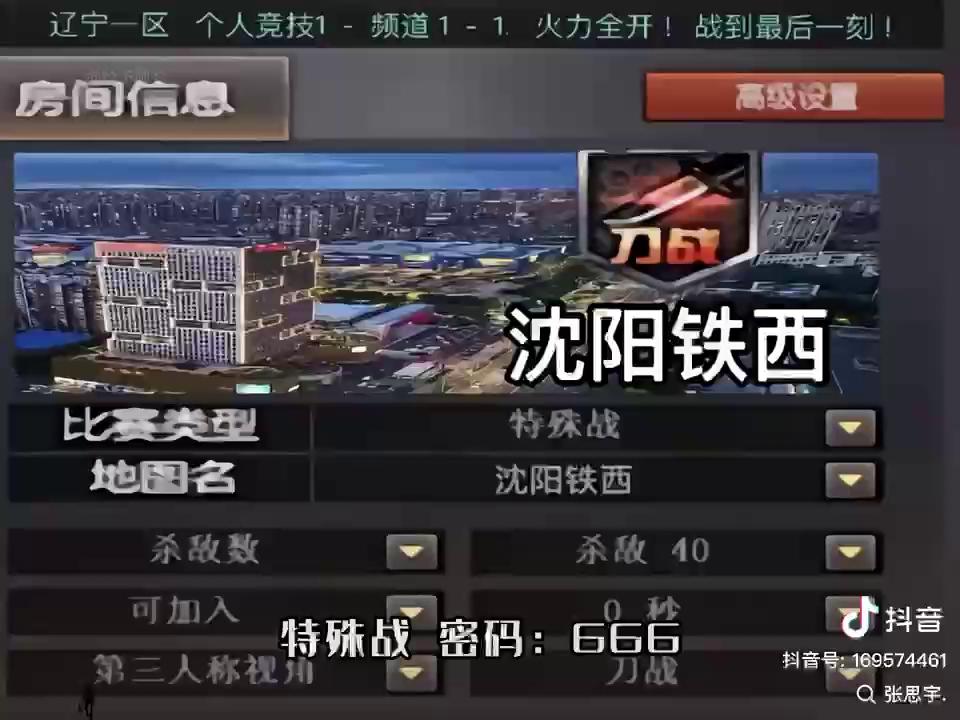 辽宁一区 个人竞技1 - 频道1 - 1. 火力全开！战到最后一刻！
房间信息
高级设置
刀战
沈阳铁西
比赛类型 特殊战
地图名 沈阳铁西
杀敌数 杀敌 40
可加入 0 秒
特殊战 密码：666
第三人称视角 刀战
抖音
抖音号: 169574461
张思宇.